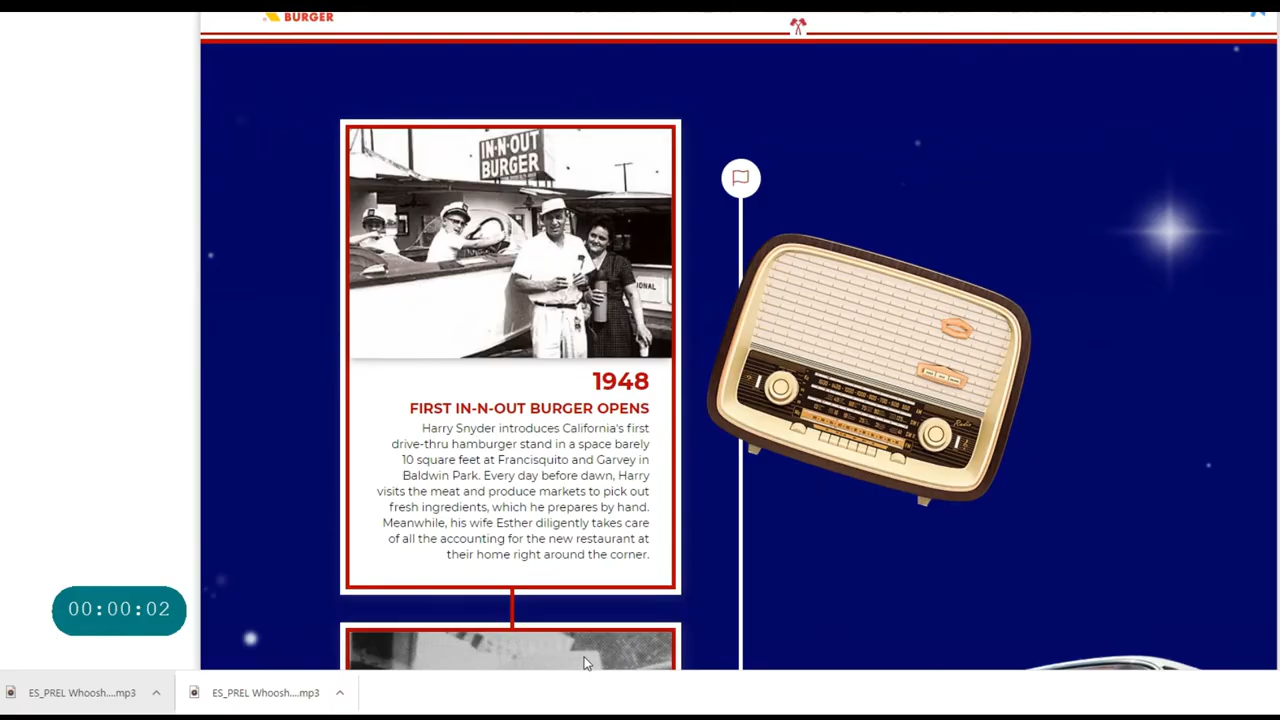 BURGER
IN-N-OUT
BURGER
1948
FIRST IN-N-OUT BURGER OPENS
Harry Snyder introduces California's first
drive-thru hamburger stand in a space barely
10 square feet at Francisquito and Garvey in
Baldwin Park. Every day before dawn, Harry
visits the meat and produce markets to pick out
fresh ingredients, which he prepares by hand.
Meanwhile, his wife Esther diligently takes care
of all the accounting for the new restaurant at
their home right around the corner.
Radio
00:00:02
ES_PREL Whoosh....mp3
ES_PREL Whoosh....mp3